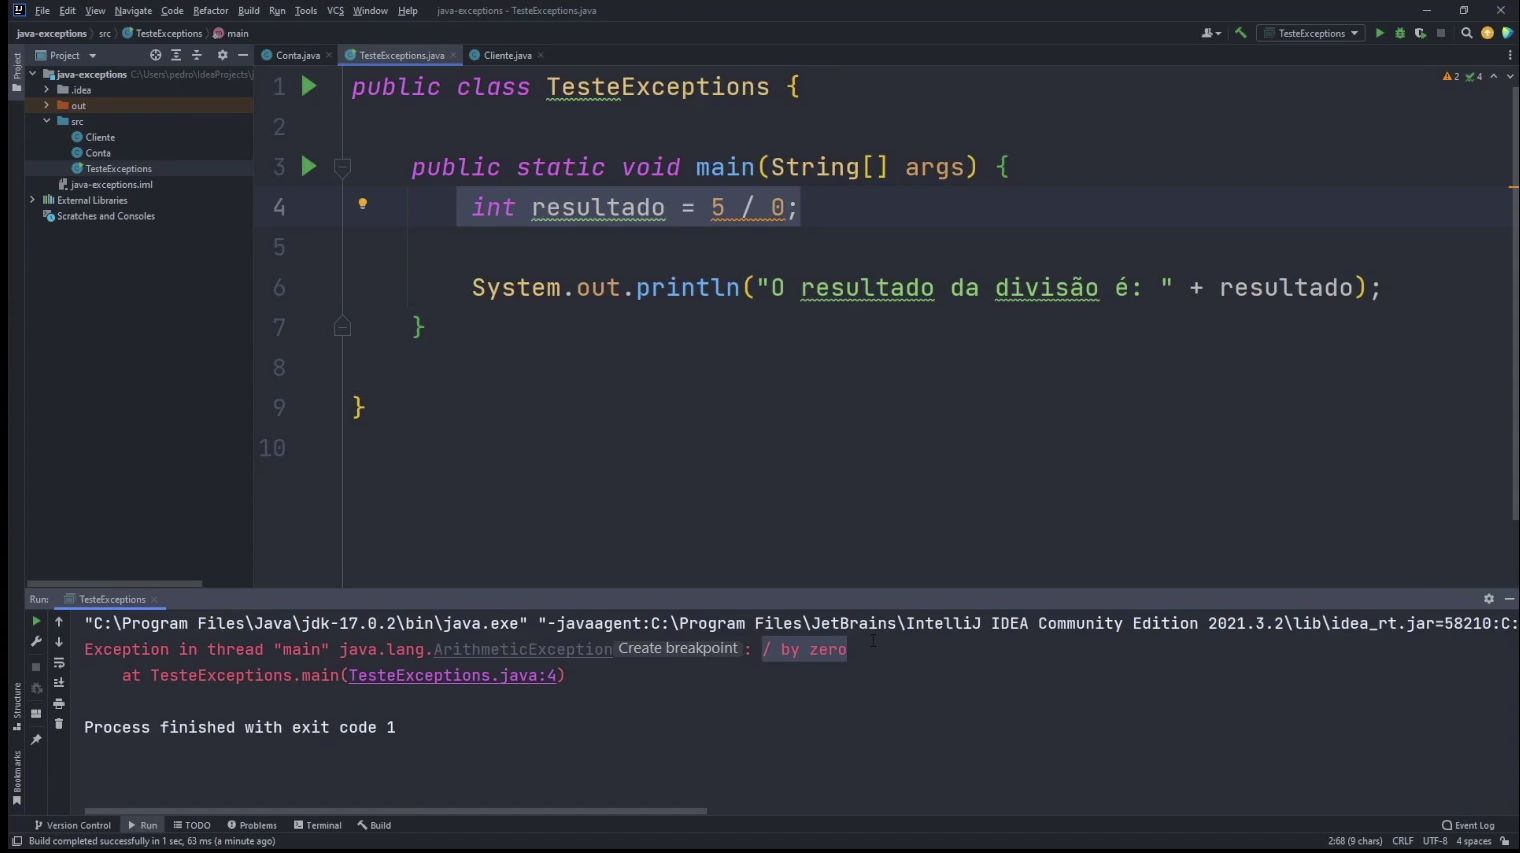 File Edit View Navigate Code Refactor Build Run Tools VCS Window Help java-exceptions - TesteExceptions.java
java-exceptions src TesteExceptions main
TesteExceptions
Project
Conta.java TesteExceptions.java Cliente.java
Project
java-exceptions C:\Users\pedro\IdeaProjects\j
.idea
out
src
Cliente
Conta
TesteExceptions
java-exceptions.iml
External Libraries
Scratches and Consoles
2 4
1 public class TesteExceptions {
2
3 public static void main(String[] args) {
4 int resultado = 5 / 0;
5
6 System.out.println("O resultado da divisão é: " + resultado);
7 }
8
9 }
10
Run: TesteExceptions
"C:\Program Files\Java\jdk-17.0.2\bin\java.exe" "-javaagent:C:\Program Files\JetBrains\IntelliJ IDEA Community Edition 2021.3.2\lib\idea_rt.jar=58210:C:
Exception in thread "main" java.lang.ArithmeticException Create breakpoint : / by zero
at TesteExceptions.main(TesteExceptions.java:4)
Process finished with exit code 1
Structure
Bookmarks
Version Control Run TODO Problems Terminal Build Event Log
Build completed successfully in 1 sec, 63 ms (a minute ago) 2:68 (9 chars) CRLF UTF-8 4 spaces